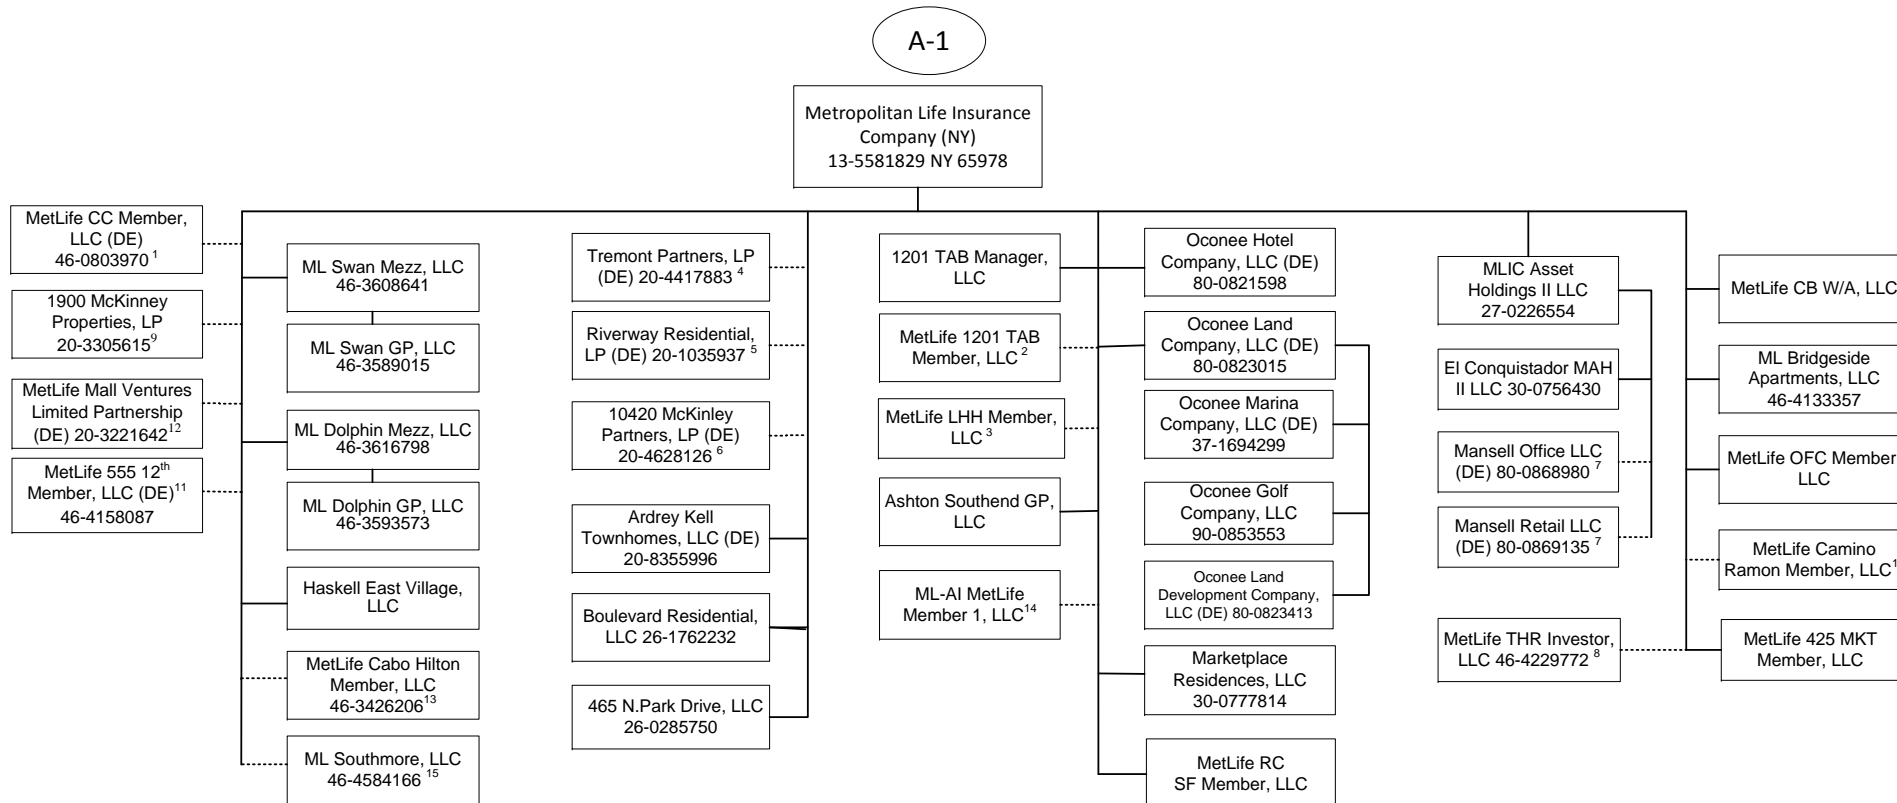 A-1
Metropolitan Life Insurance
Company (NY)
13-5581829 NY 65978
MetLife CC Member,
LLC (DE)
46-0803970 1
1900 McKinney
Properties, LP
20-3305615 9
MetLife Mall Ventures
Limited Partnership
(DE) 20-3221642 12
MetLife 555 12th
Member, LLC (DE) 11
46-4158087
ML Swan Mezz, LLC
46-3608641
ML Swan GP, LLC
46-3589015
ML Dolphin Mezz, LLC
46-3616798
ML Dolphin GP, LLC
46-3593573
Haskell East Village,
LLC
MetLife Cabo Hilton
Member, LLC
46-3426206 13
ML Southmore, LLC
46-4584166 15
Tremont Partners, LP
(DE) 20-4417883 4
Riverway Residential,
LP (DE) 20-1035937 5
10420 McKinley
Partners, LP (DE)
20-4628126 6
Ardrey Kell
Townhomes, LLC (DE)
20-8355996
Boulevard Residential,
LLC 26-1762232
465 N.Park Drive, LLC
26-0285750
1201 TAB Manager,
LLC
MetLife 1201 TAB
Member, LLC 2
MetLife LHH Member,
LLC 3
Ashton Southend GP,
LLC
ML-AI MetLife
Member 1, LLC 14
Oconee Hotel
Company, LLC (DE)
80-0821598
Oconee Land
Company, LLC (DE)
80-0823015
Oconee Marina
Company, LLC (DE)
37-1694299
Oconee Golf
Company, LLC
90-0853553
Oconee Land
Development Company,
LLC (DE) 80-0823413
Marketplace
Residences, LLC
30-0777814
MetLife RC
SF Member, LLC
MLIC Asset
Holdings II LLC
27-0226554
El Conquistador MAH
II LLC 30-0756430
Mansell Office LLC
(DE) 80-0868980 7
Mansell Retail LLC
(DE) 80-0869135 7
MetLife THR Investor,
LLC 46-4229772 8
MetLife CB W/A, LLC
ML Bridgeside
Apartments, LLC
46-4133357
MetLife OFC Member
LLC
MetLife Camino
Ramon Member, LLC
MetLife 425 MKT
Member, LLC